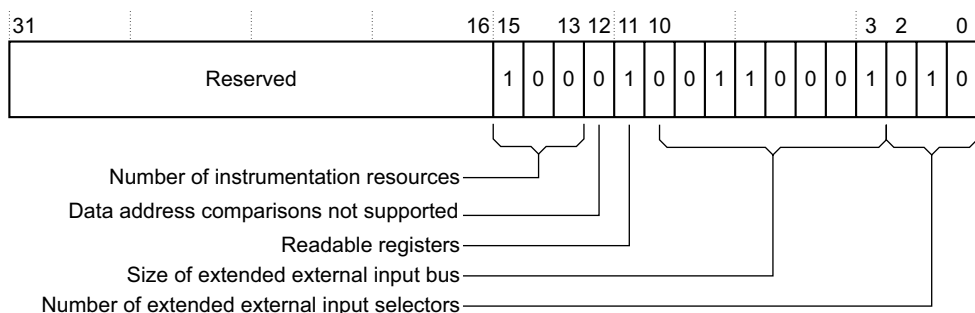 31 16 15 13 12 11 10 3 2 0
Reserved 1 0 0 0 1 0 0 1 1 0 0 0 1 0 1 0
Number of instrumentation resources
Data address comparisons not supported
Readable registers
Size of extended external input bus
Number of extended external input selectors